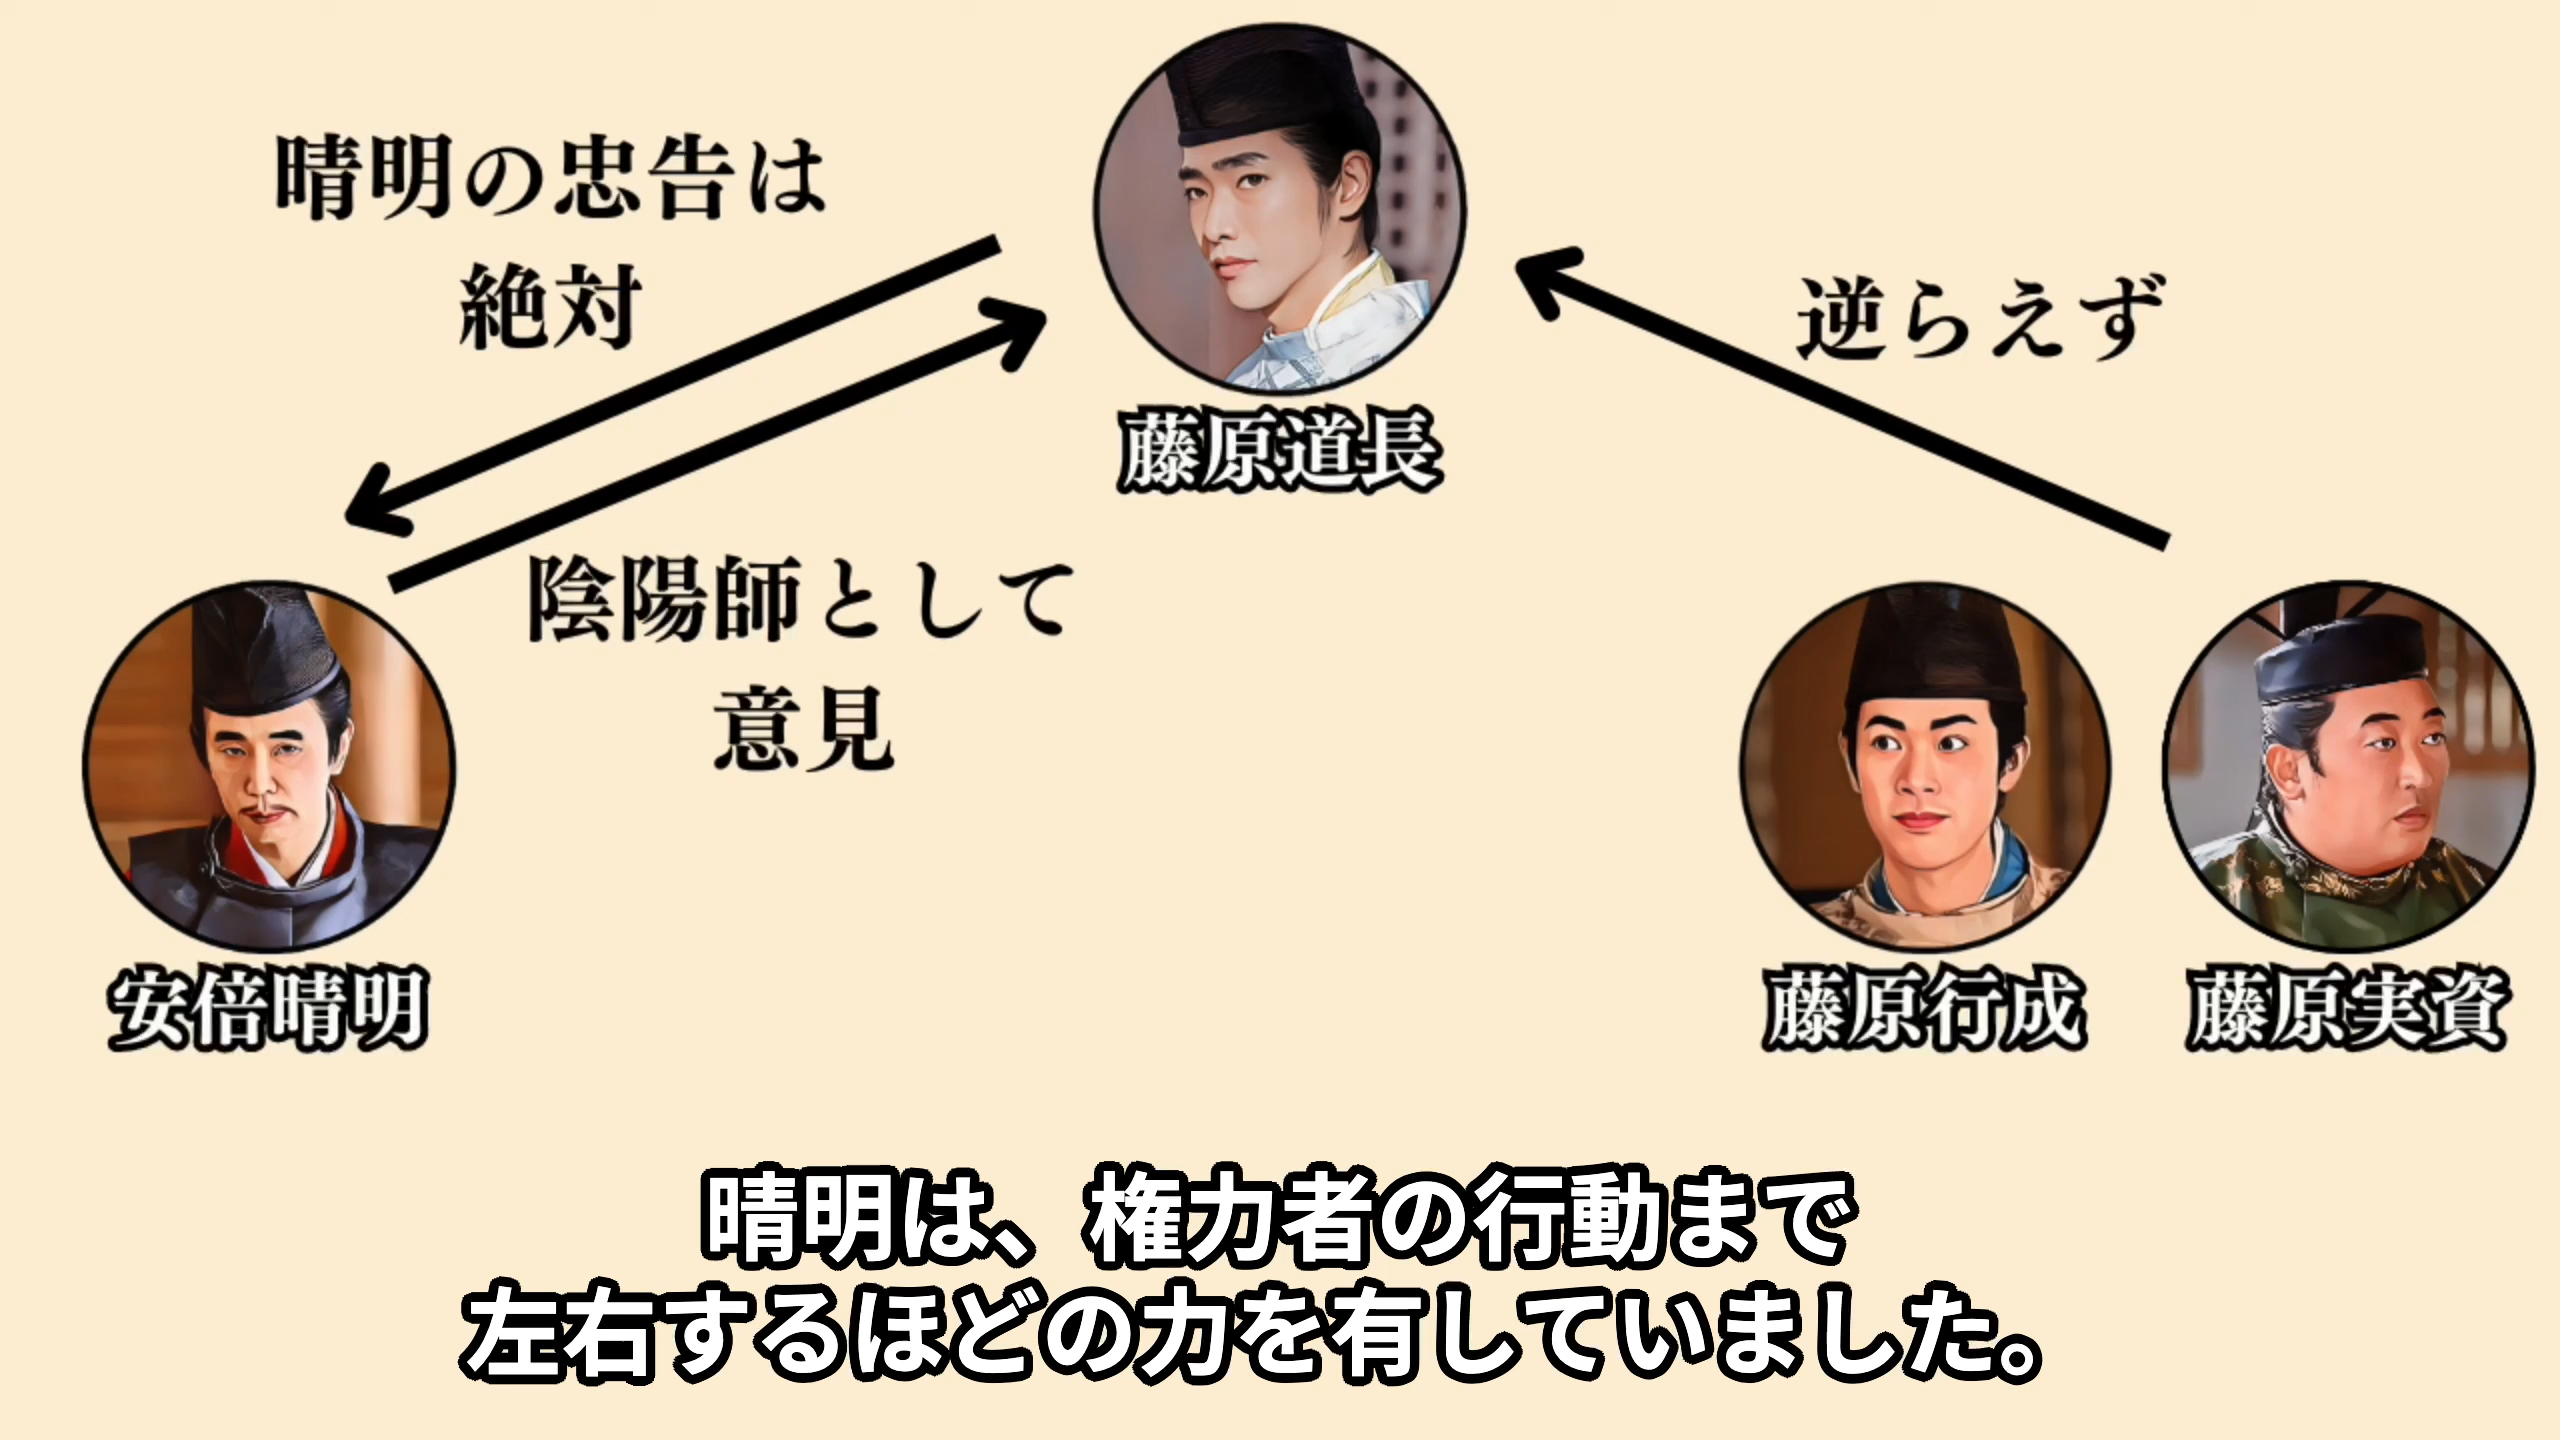 晴明の忠告は
絶対
逆らえず
藤原道長
陰陽師として
意見
安倍晴明
藤原行成
藤原実資
晴明は、権力者の行動まで
左右するほどの力を有していました。